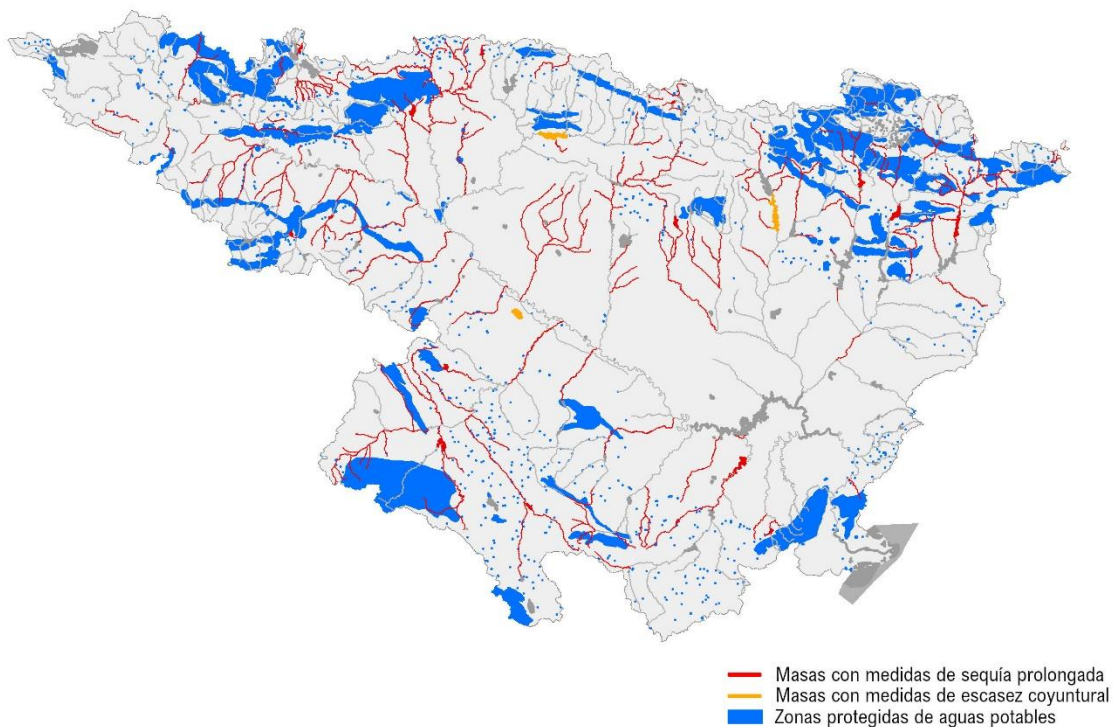 Masas con medidas de sequía prolongada
Masas con medidas de escasez coyuntural
Zonas protegidas de aguas potables